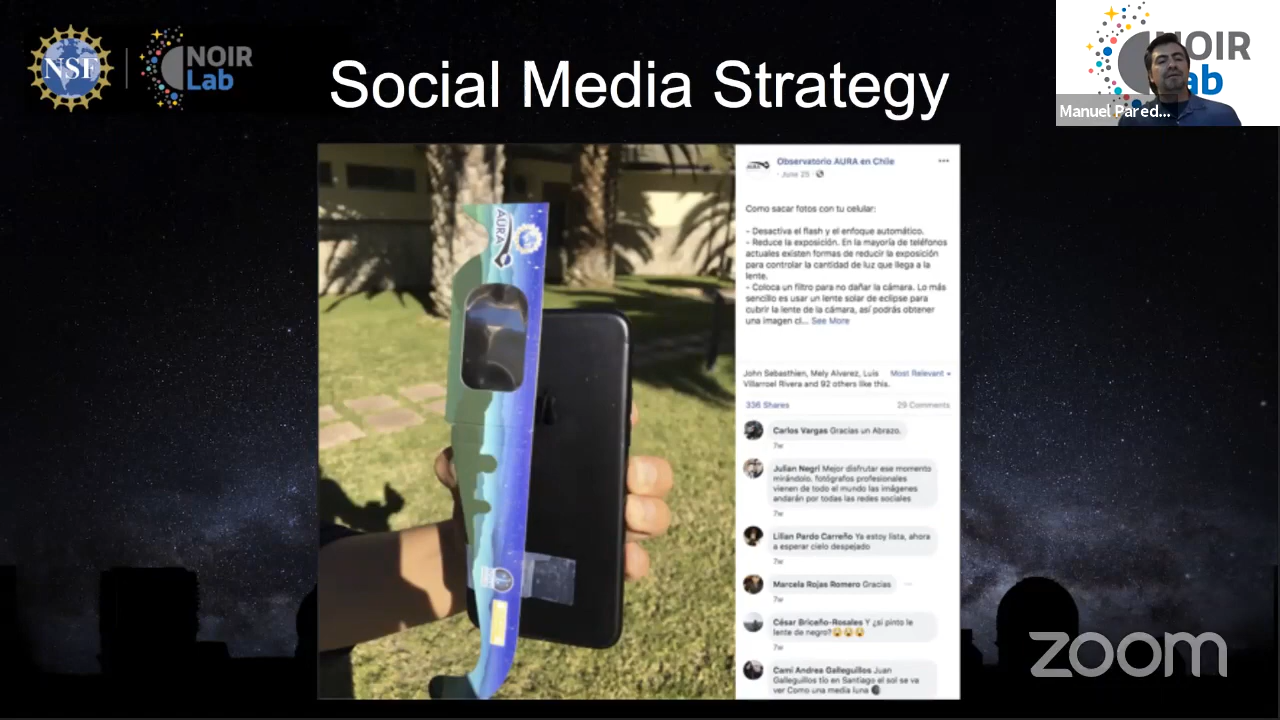 NSF
NOIR
Lab
Social Media Strategy
NOIR
Lab
Manuel Pared...
AURA
Observatorio AURA en Chile
June 25
Como sacar fotos con tu celular:
- Desactiva el flash y el enfoque automático.
- Reduce la exposición. En la mayoría de teléfonos
actuales existen formas de reducir la exposición
para controlar la cantidad de luz que llega a la
lente.
- Coloca un filtro para no dañar la cámara. Lo más
sencillo es usar un lente solar de eclipse para
cubrir la lente de la cámara, así podrás obtener
una imagen cl... See More
John Sebasthien, Mely Alvarez, Luis
Villarroel Rivera and 92 others like this.
Most Relevant
336 Shares
29 Comments
Carlos Vargas Gracias un Abrazo.
7w
Julian Negri Mejor disfrutar ese momento
mirándolo, fotógrafos profesionales
vienen de todo el mundo las imágenes
andarán por todas las redes sociales
7w
Lilian Pardo Carreño Ya estoy lista, ahora
a esperar cielo despejado
7w
Marcela Rojas Romero Gracias
7w
César Briceño-Rosales Y ¿si pinto le
lente de negro?😲😲😲
7w
Cami Andrea Galleguillos Juan
Galleguillos tío en Santiago el sol se va
ver Como una media luna 🌒
zoom